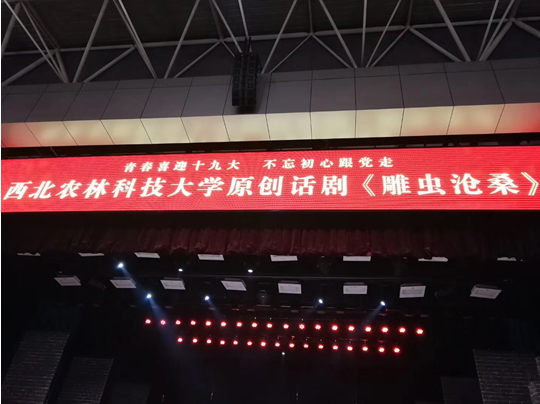 青春喜迎十九大 不忘初心跟党走
西北农林科技大学原创话剧《雕虫沧桑》